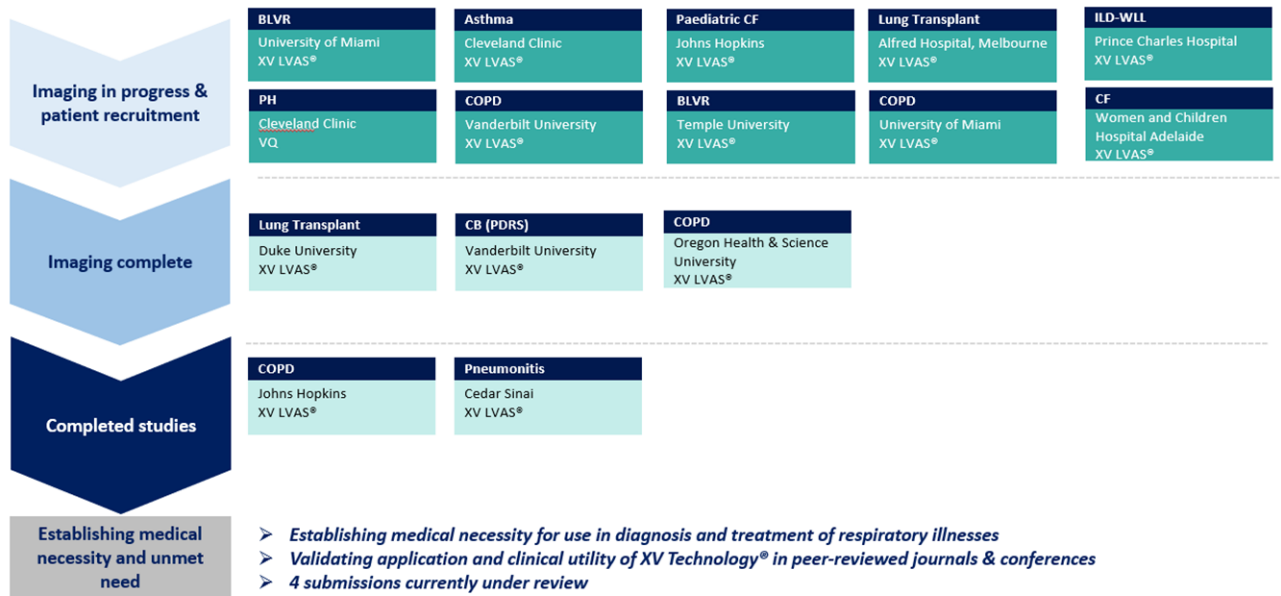 Imaging in progress &
patient recruitment
BLVR
University of Miami
XV LVAS®
Asthma
Cleveland Clinic
XV LVAS®
Paediatric CF
Johns Hopkins
XV LVAS®
Lung Transplant
Alfred Hospital, Melbourne
XV LVAS®
ILD-WLL
Prince Charles Hospital
XV LVAS®
PH
Cleveland Clinic
VQ
COPD
Vanderbilt University
XV LVAS®
BLVR
Temple University
XV LVAS®
COPD
University of Miami
XV LVAS®
CF
Women and Children
Hospital Adelaide
XV LVAS®
Imaging complete
Lung Transplant
Duke University
XV LVAS®
CB (PDRS)
Vanderbilt University
XV LVAS®
COPD
Oregon Health & Science
University
XV LVAS®
Completed studies
COPD
Johns Hopkins
XV LVAS®
Pneumonitis
Cedar Sinai
XV LVAS®
Establishing medical
necessity and unmet
need
➢ Establishing medical necessity for use in diagnosis and treatment of respiratory illnesses
➢ Validating application and clinical utility of XV Technology® in peer-reviewed journals & conferences
➢ 4 submissions currently under review